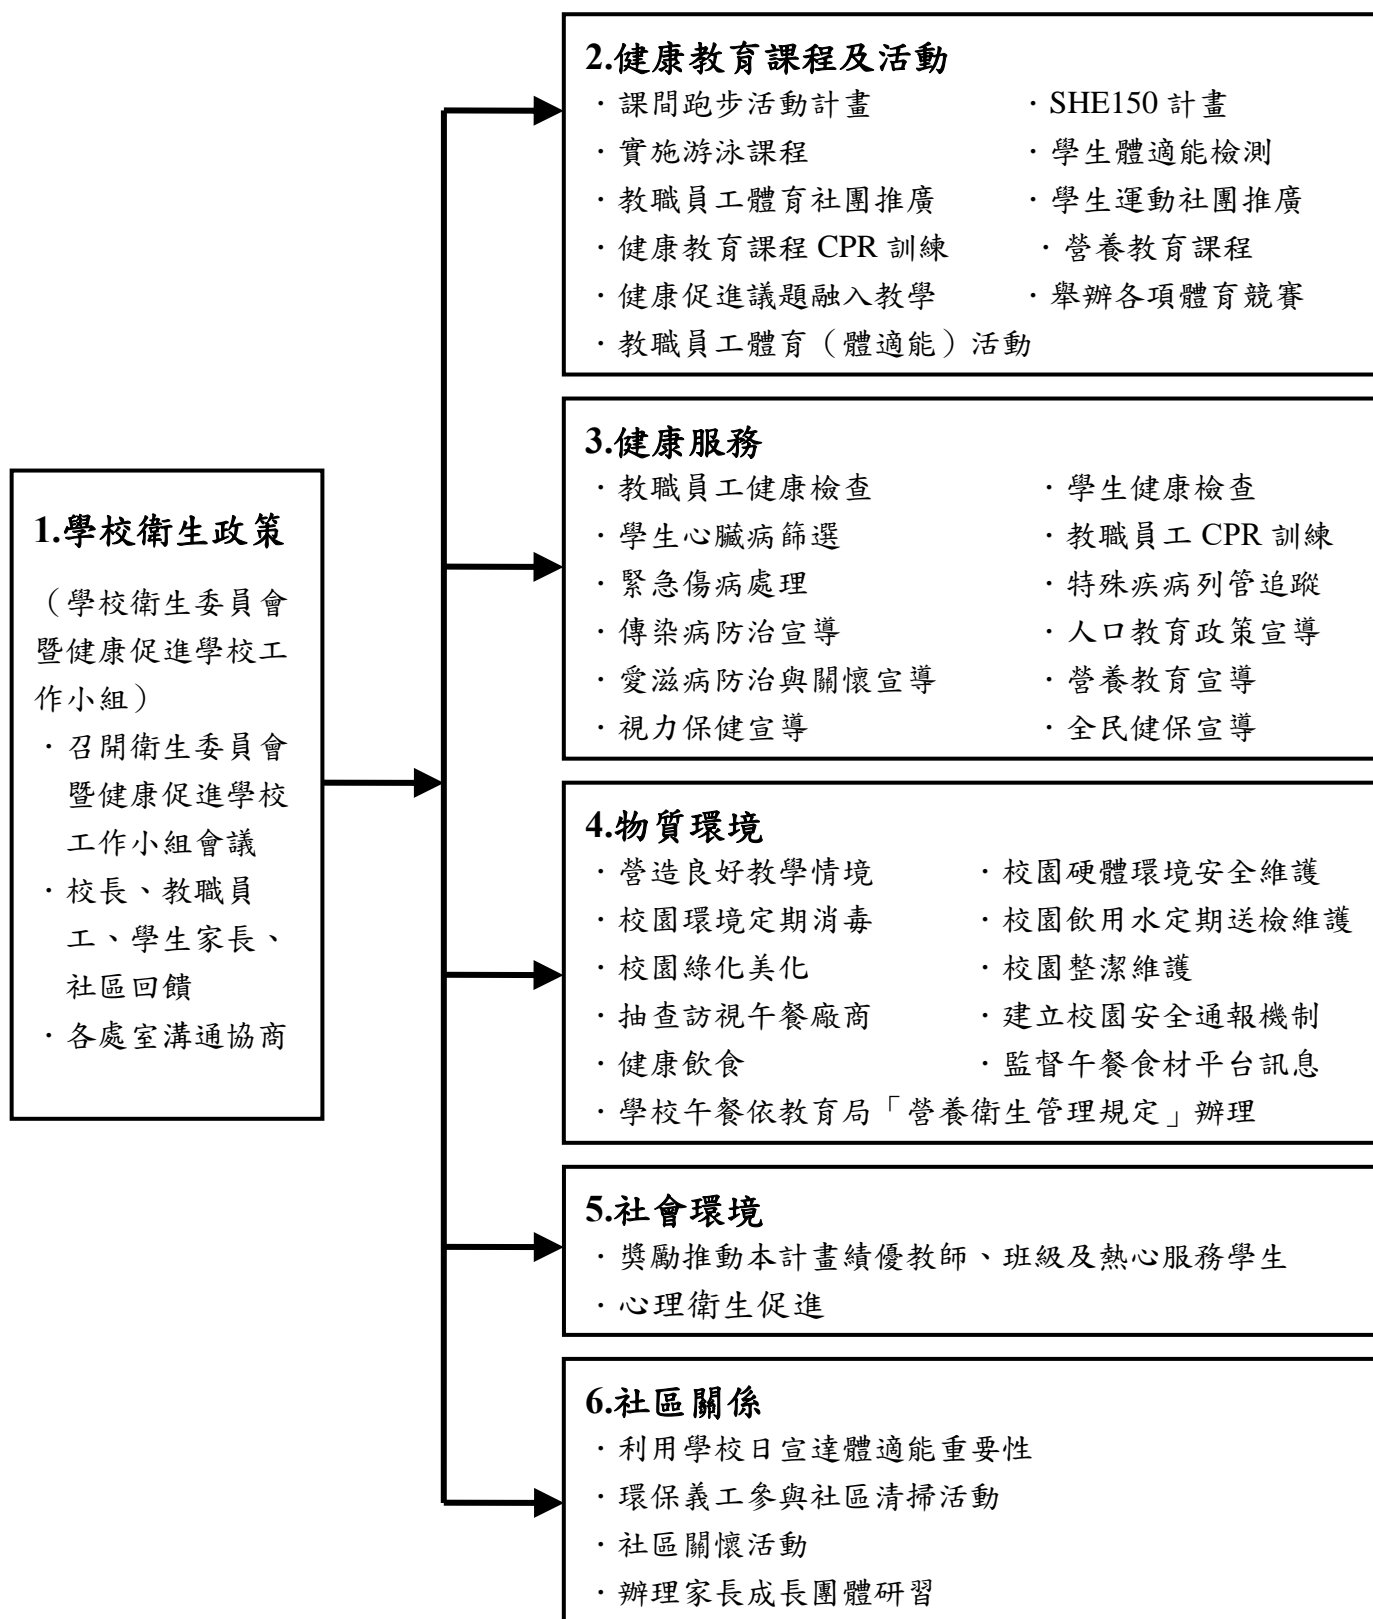 1.學校衛生政策
（學校衛生委員會
暨健康促進學校工
作小組）
．召開衛生委員會
暨健康促進學校
工作小組會議
．校長、教職員
工、學生家長、
社區回饋
．各處室溝通協商
2.健康教育課程及活動
．課間跑步活動計畫 ．SHE150 計畫
．實施游泳課程 ．學生體適能檢測
．教職員工體育社團推廣 ．學生運動社團推廣
．健康教育課程 CPR 訓練 ．營養教育課程
．健康促進議題融入教學 ．舉辦各項體育競賽
．教職員工體育（體適能）活動
3.健康服務
．教職員工健康檢查 ．學生健康檢查
．學生心臟病篩選 ．教職員工 CPR 訓練
．緊急傷病處理 ．特殊疾病列管追蹤
．傳染病防治宣導 ．人口教育政策宣導
．愛滋病防治與關懷宣導 ．營養教育宣導
．視力保健宣導 ．全民健保宣導
4.物質環境
．營造良好教學情境 ．校園硬體環境安全維護
．校園環境定期消毒 ．校園飲用水定期送檢維護
．校園綠化美化 ．校園整潔維護
．抽查訪視午餐廠商 ．建立校園安全通報機制
．健康飲食 ．監督午餐食材平台訊息
．學校午餐依教育局「營養衛生管理規定」辦理
5.社會環境
．獎勵推動本計畫績優教師、班級及熱心服務學生
．心理衛生促進
6.社區關係
．利用學校日宣達體適能重要性
．環保義工參與社區清掃活動
．社區關懷活動
．辦理家長成長團體研習